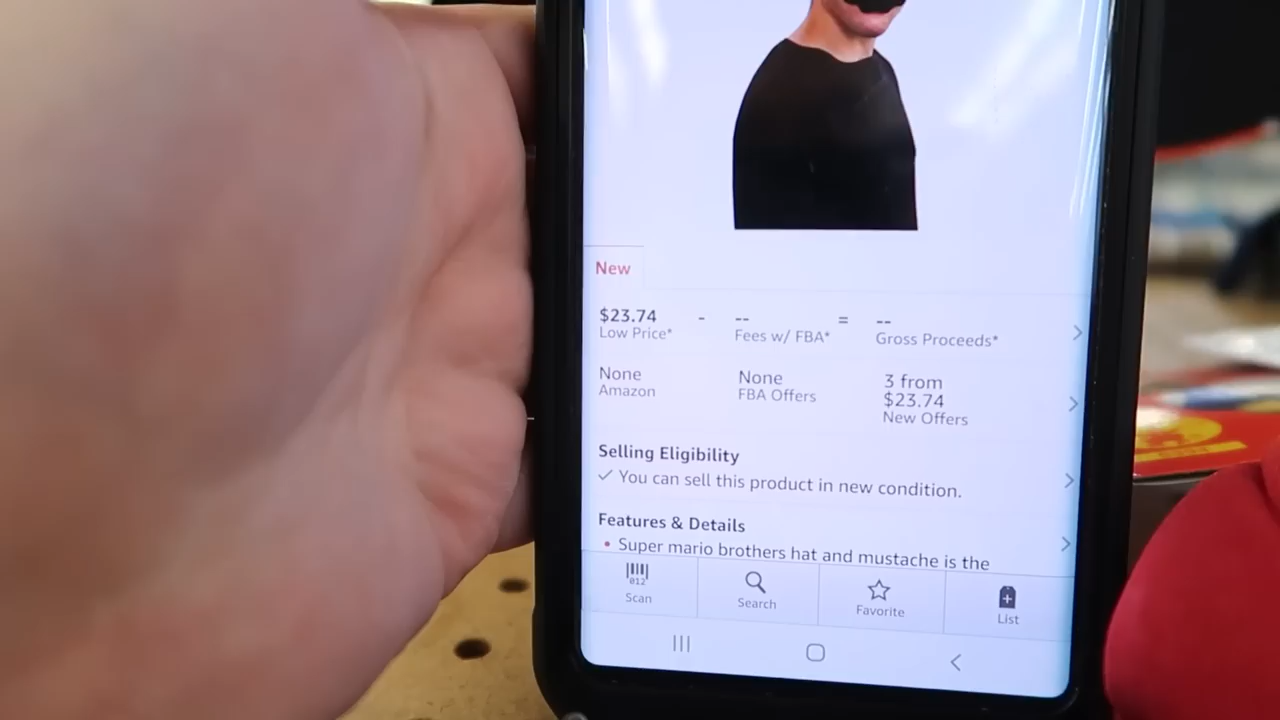 New
$23.74 - -- = --
Low Price* Fees w/ FBA* Gross Proceeds*
None None 3 from
Amazon FBA Offers $23.74
New Offers
Selling Eligibility
✓ You can sell this product in new condition.
Features & Details
• Super mario brothers hat and mustache is the
012
Scan Search Favorite List